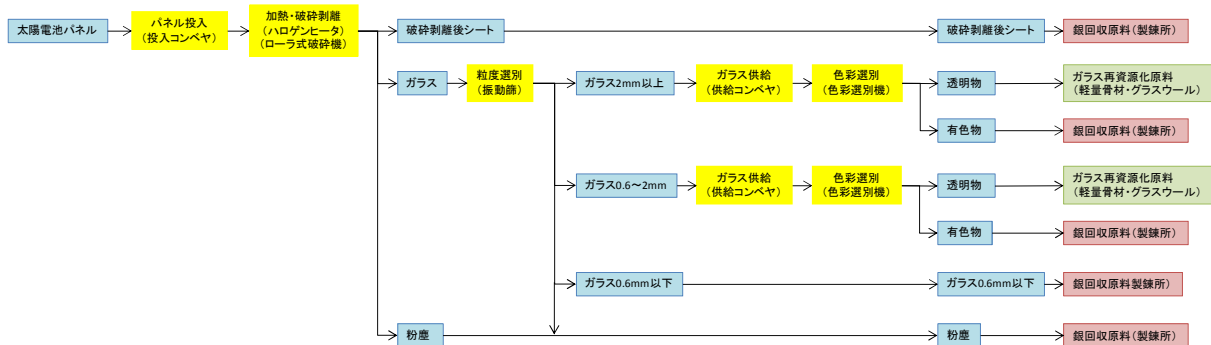 太陽電池パネル
パネル投入
（投入コンベヤ）
加熱・破砕剥離
（ハロゲンヒータ）
（ローラ式破砕機）
破砕剥離後シート
破砕剥離後シート
銀回収原料（製錬所）
ガラス
粒度選別
（振動篩）
ガラス2mm以上
ガラス供給
（供給コンベヤ）
色彩選別
（色彩選別機）
透明物
ガラス再資源化原料
（軽量骨材・グラスウール）
有色物
銀回収原料（製錬所）
ガラス0.6～2mm
ガラス供給
（供給コンベヤ）
色彩選別
（色彩選別機）
透明物
ガラス再資源化原料
（軽量骨材・グラスウール）
有色物
銀回収原料（製錬所）
ガラス0.6mm以下
ガラス0.6mm以下
銀回収原料製錬所）
粉塵
粉塵
銀回収原料（製錬所）